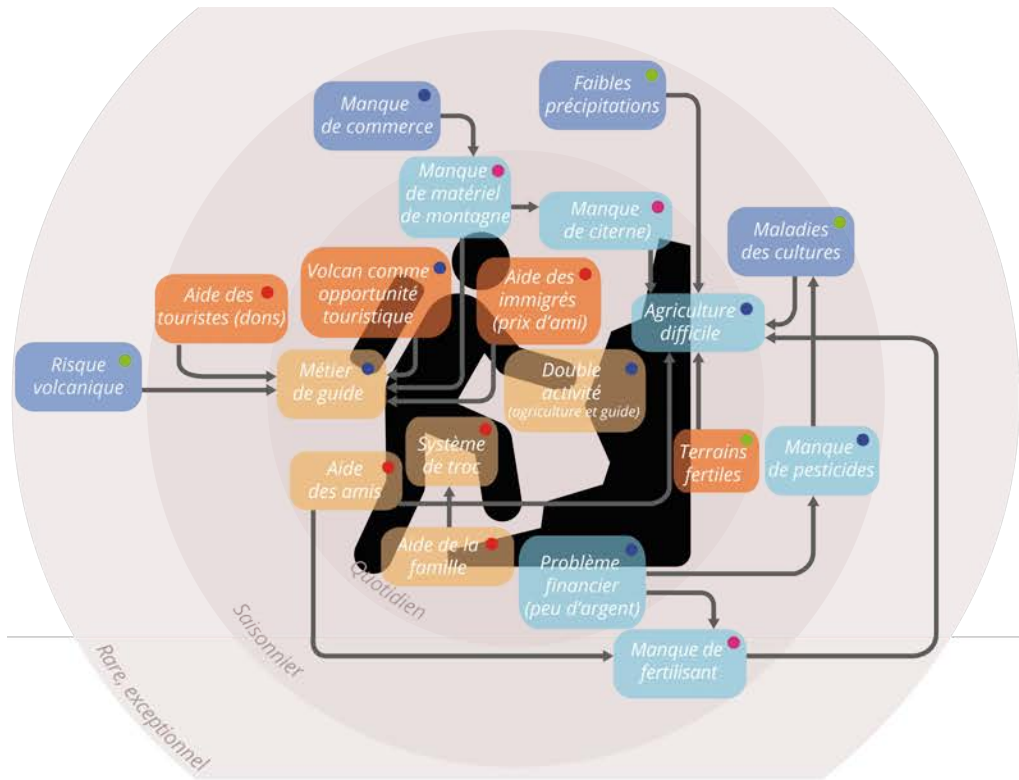 Manque
de commerce
Faibles
précipitations
Manque
de matériel
de montagne
Manque
de citerne)
Maladies
des cultures
Volcan comme
opportunité
touristique
Aide des
immigrés
(prix d'ami)
Aide des
touristes (dons)
Agriculture
difficile
Risque
volcanique
Métier
de guide
Double
activité
(agriculture et guide)
Système
de troc
Terrains
fertiles
Manque
de pesticides
Aide
des amis
Aide de la
famille
Problème
financier
(peu d'argent)
Manque de
fertilisant
Quotidien
Saisonnier
Rare, exceptionnel